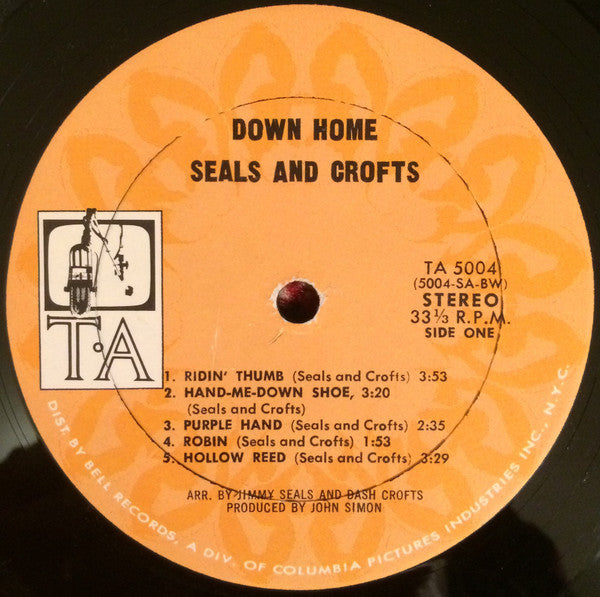 DOWN HOME
SEALS AND CROFTS
T∘A
TA 5004
(5004-SA-BW)
STEREO
33⅓ R.P.M.
SIDE ONE
1. RIDIN' THUMB (Seals and Crofts) 3:53
2. HAND-ME-DOWN SHOE, 3:20
(Seals and Crofts)
3. PURPLE HAND (Seals and Crofts) 2:35
4. ROBIN (Seals and Crofts) 1:53
5. HOLLOW REED (Seals and Crofts) 3:29
ARR. BY JIMMY SEALS AND DASH CROFTS
PRODUCED BY JOHN SIMON
DIST. BY BELL RECORDS, A DIV. OF COLUMBIA PICTURES INDUSTRIES INC., N.Y.C.